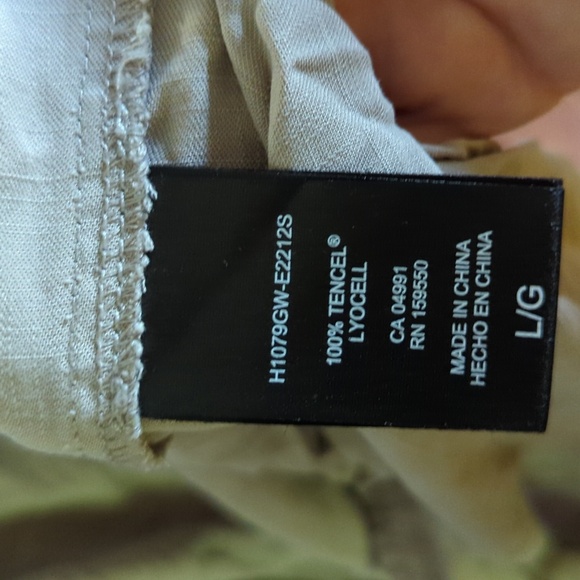 H1079GW-E2212S
100% TENCEL®
LYOCELL
CA 04991
RN 159550
MADE IN CHINA
HECHO EN CHINA
L/G